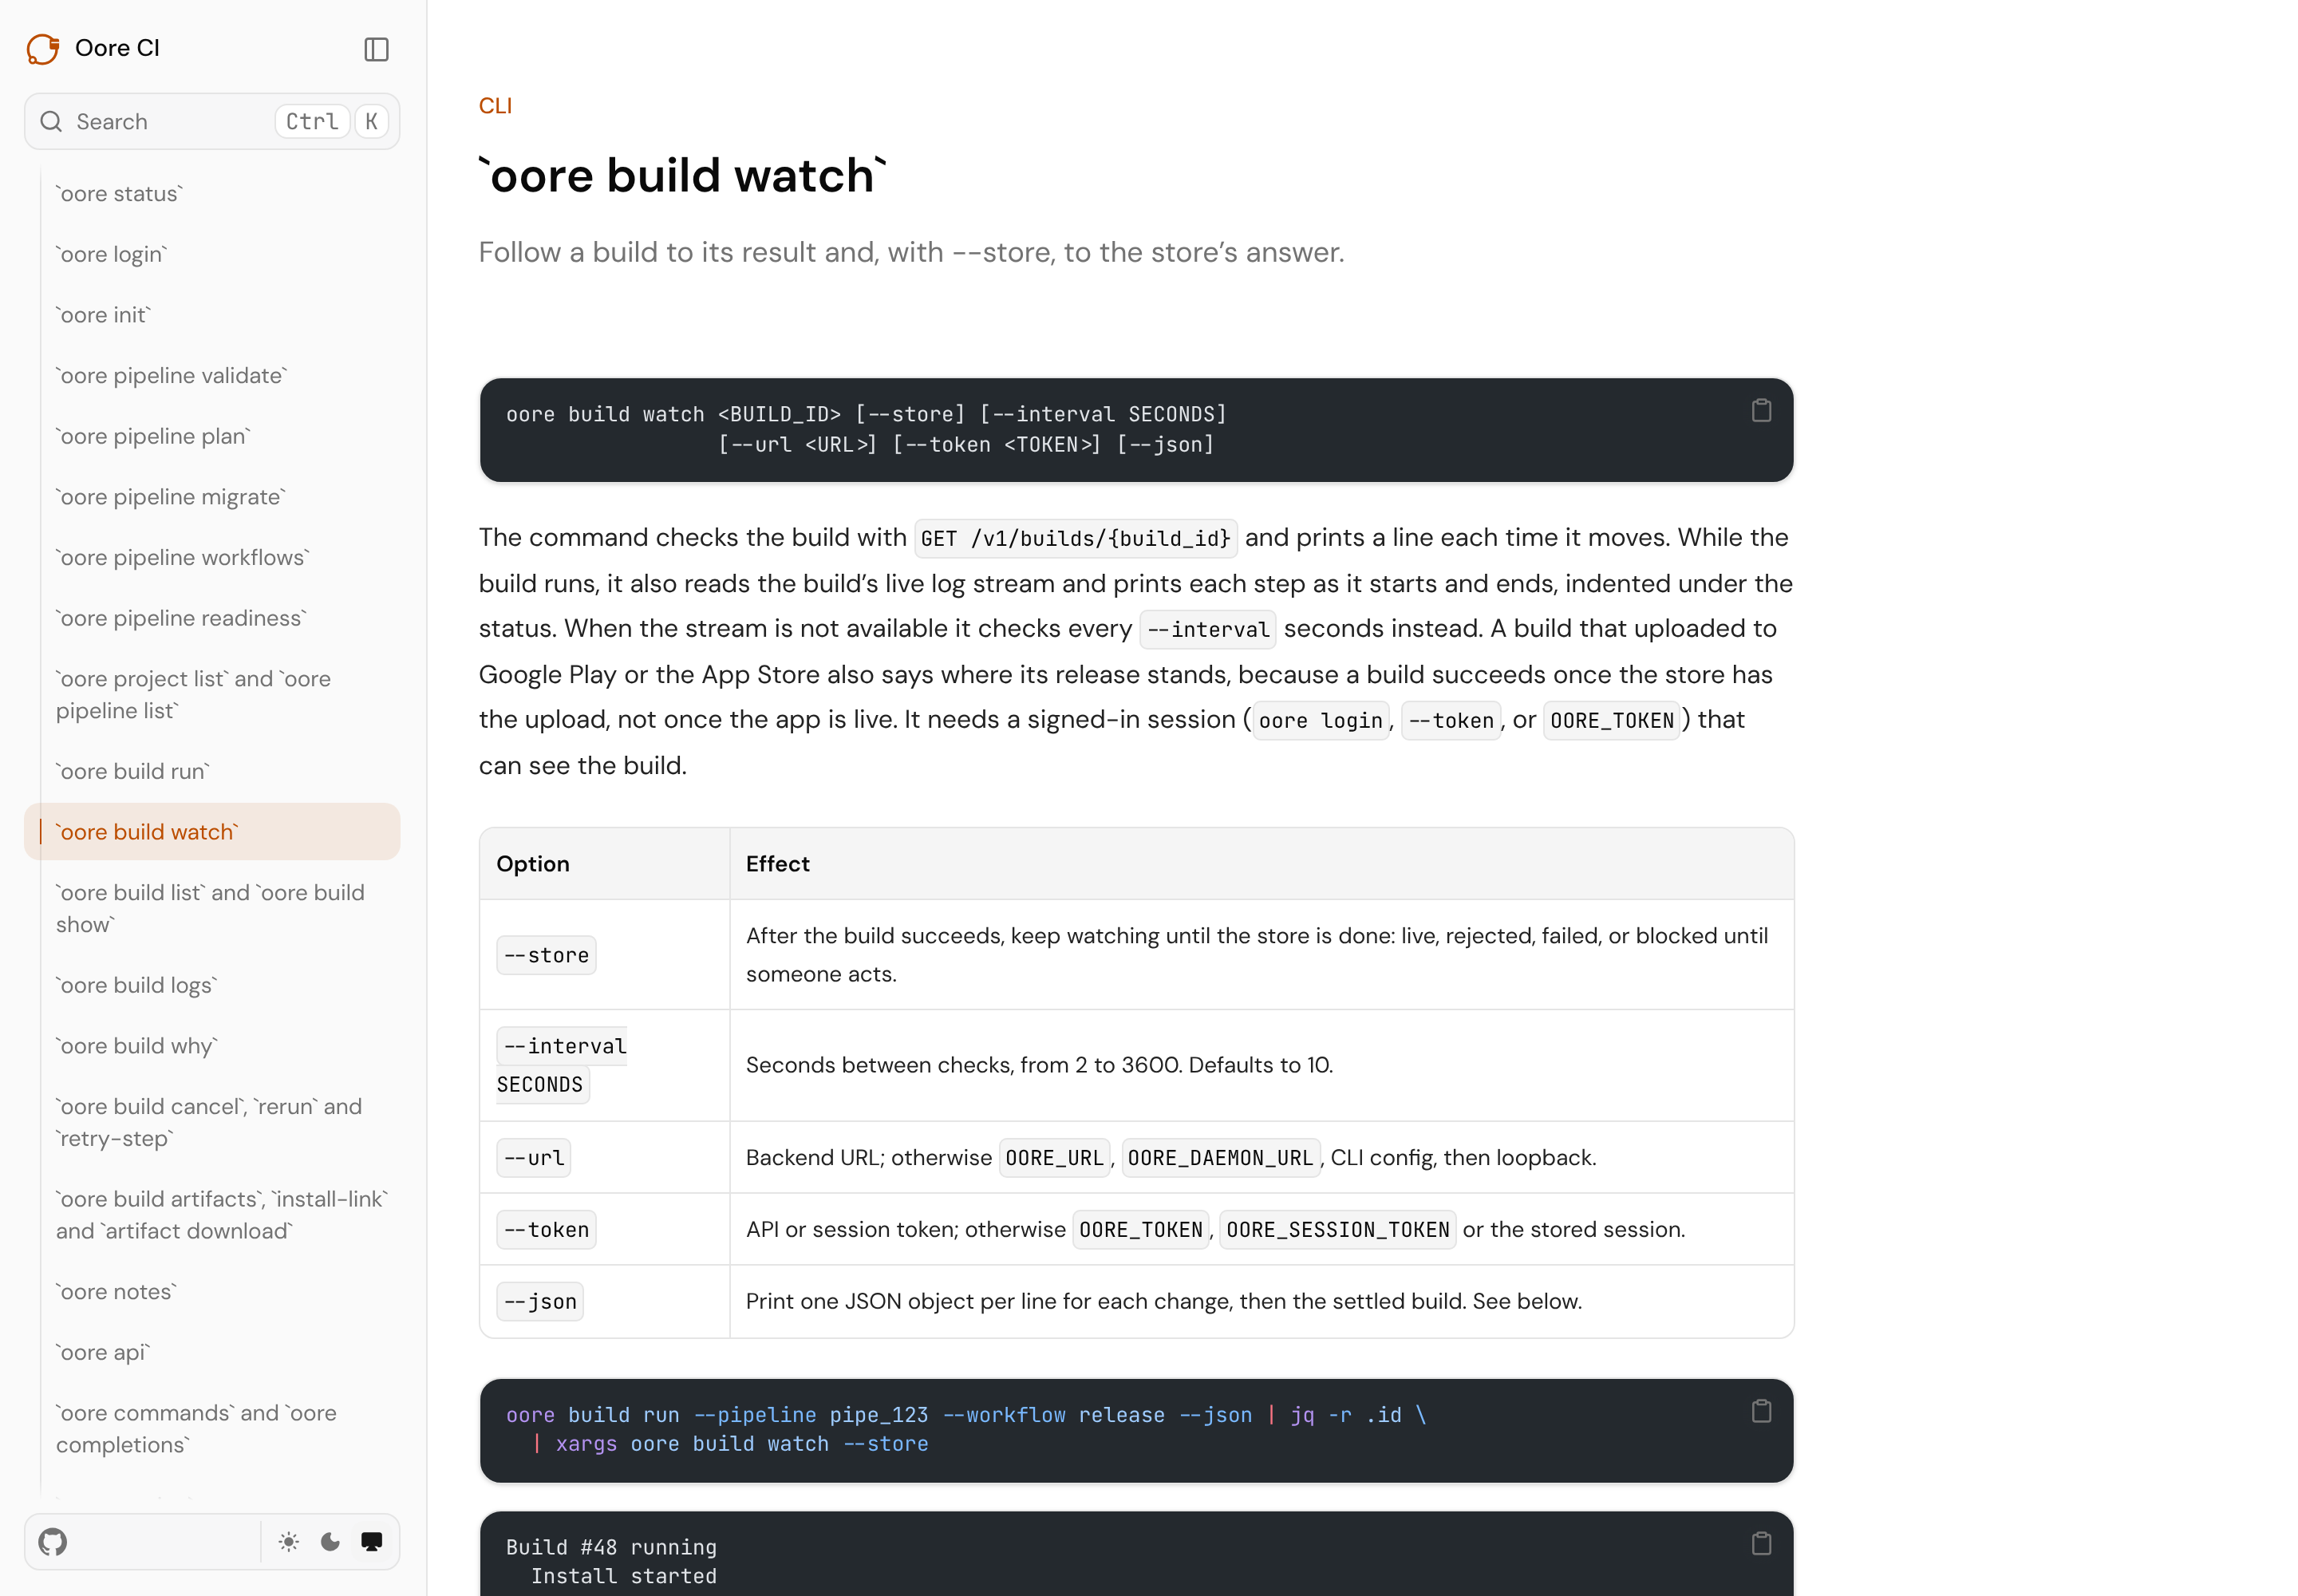 Oore CI
Search
Ctrl K
`oore status`
`oore login`
`oore init`
`oore pipeline validate`
`oore pipeline plan`
`oore pipeline migrate`
`oore pipeline workflows`
`oore pipeline readiness`
`oore project list` and `oore
pipeline list`
`oore build run`
`oore build watch`
`oore build list` and `oore build
show`
`oore build logs`
`oore build why`
`oore build cancel`, `rerun` and
`retry-step`
`oore build artifacts`, `install-link`
and `artifact download`
`oore notes`
`oore api`
`oore commands` and `oore
completions`
CLI
`oore build watch`
Follow a build to its result and, with --store, to the store’s answer.
oore build watch <BUILD_ID> [--store] [--interval SECONDS]
[--url <URL>] [--token <TOKEN>] [--json]
The command checks the build with GET /v1/builds/{build_id} and prints a line each time it moves. While the
build runs, it also reads the build’s live log stream and prints each step as it starts and ends, indented under the
status. When the stream is not available it checks every --interval seconds instead. A build that uploaded to
Google Play or the App Store also says where its release stands, because a build succeeds once the store has
the upload, not once the app is live. It needs a signed-in session (oore login, --token, or OORE_TOKEN) that
can see the build.
Option Effect
--store After the build succeeds, keep watching until the store is done: live, rejected, failed, or blocked until
someone acts.
--interval
SECONDS Seconds between checks, from 2 to 3600. Defaults to 10.
--url Backend URL; otherwise OORE_URL, OORE_DAEMON_URL, CLI config, then loopback.
--token API or session token; otherwise OORE_TOKEN, OORE_SESSION_TOKEN or the stored session.
--json Print one JSON object per line for each change, then the settled build. See below.
oore build run --pipeline pipe_123 --workflow release --json | jq -r .id \
| xargs oore build watch --store
Build #48 running
Install started